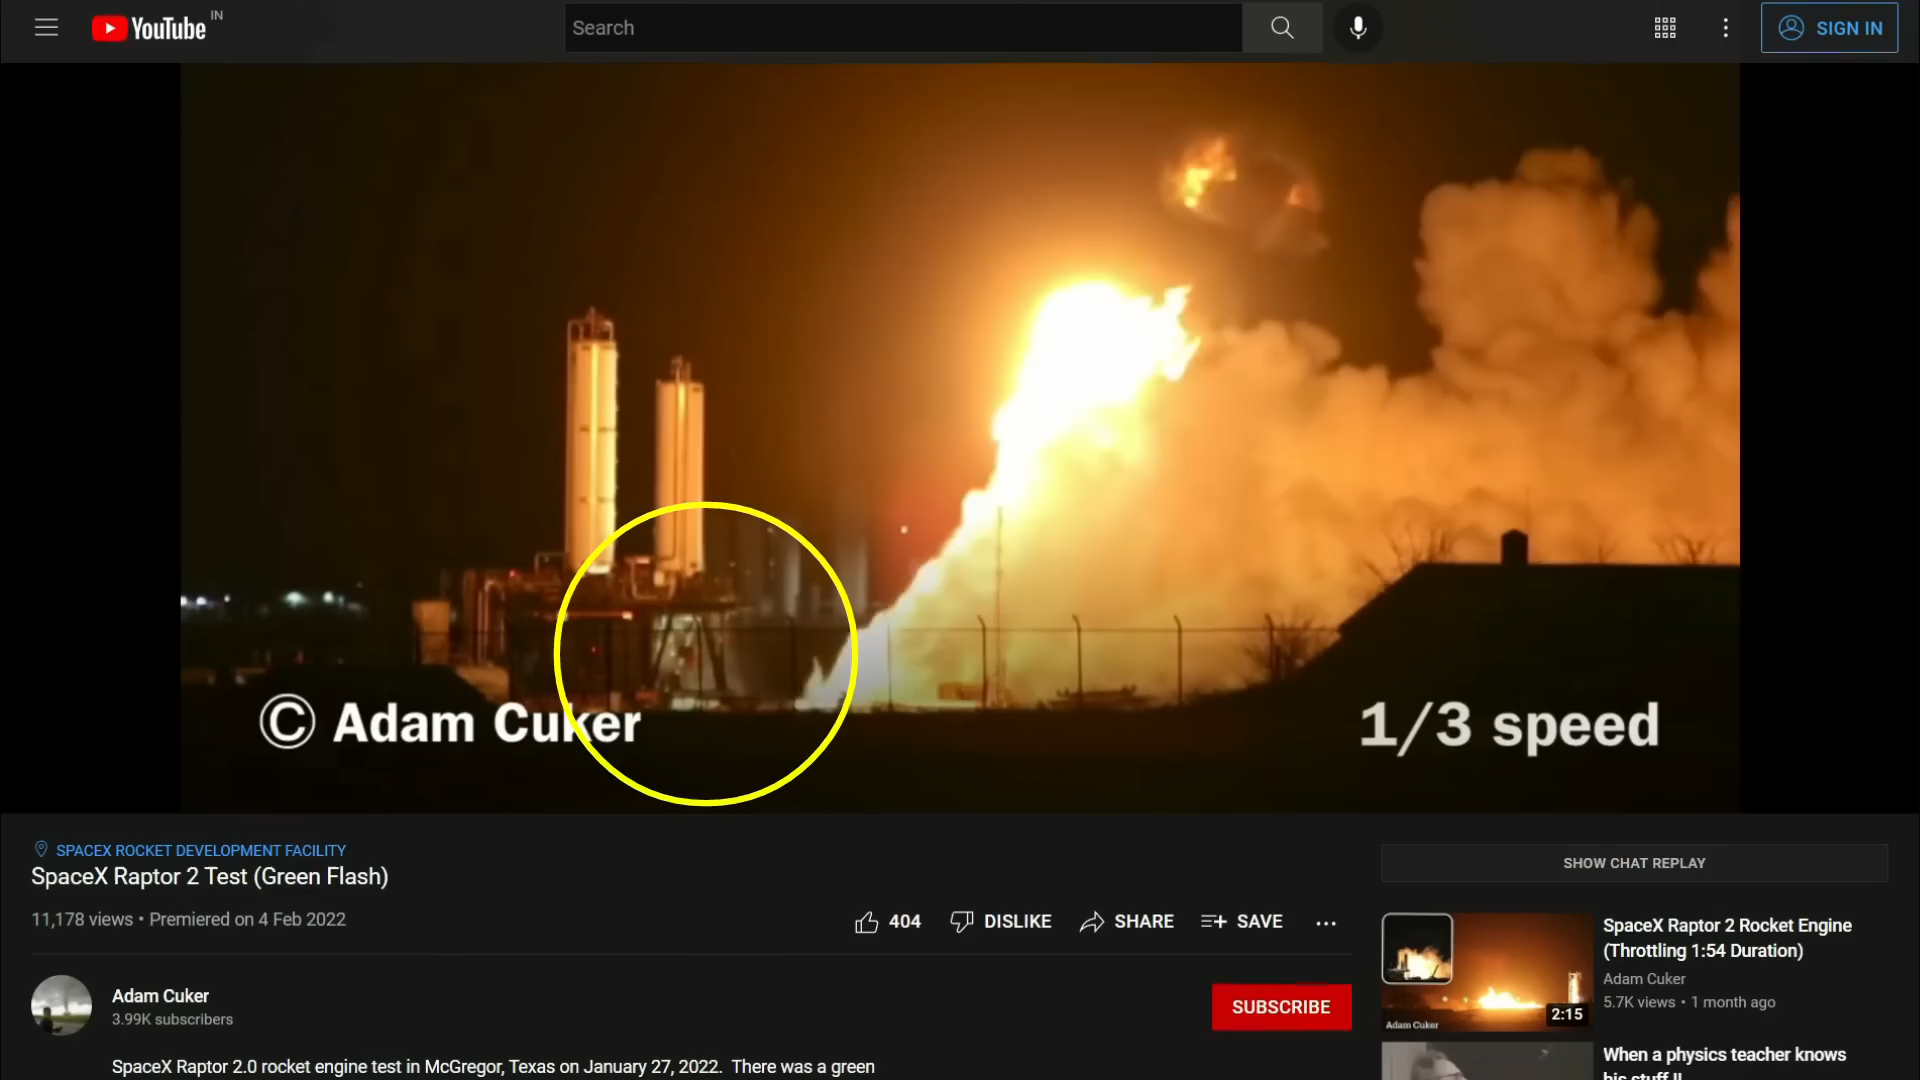 YouTube IN
Search
SIGN IN
© Adam Cuker
1/3 speed
SPACEX ROCKET DEVELOPMENT FACILITY
SpaceX Raptor 2 Test (Green Flash)
11,178 views • Premiered on 4 Feb 2022
404 DISLIKE SHARE SAVE ...
Adam Cuker
3.99K subscribers
SUBSCRIBE
SpaceX Raptor 2.0 rocket engine test in McGregor, Texas on January 27, 2022. There was a green
SHOW CHAT REPLAY
Adam Cuker
2:15
SpaceX Raptor 2 Rocket Engine
(Throttling 1:54 Duration)
Adam Cuker
5.7K views • 1 month ago
When a physics teacher knows
his stuff !!